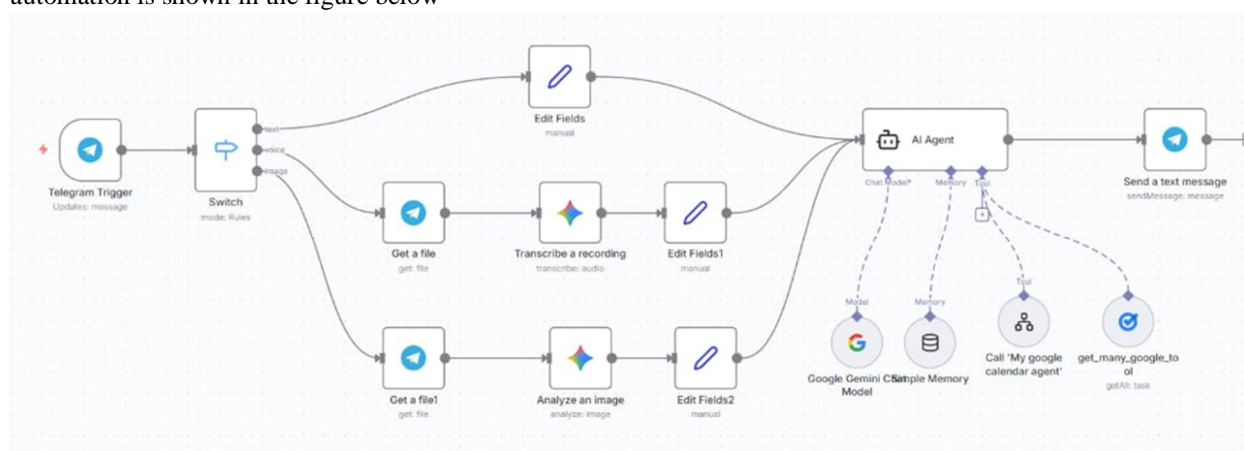 automation is shown in the figure below
Edit Fields
manual
Telegram Trigger
Updates: message
Switch
mode: Rules
text
voice
image
Get a file
get: file
Transcribe a recording
transcribe: audio
Edit Fields1
manual
AI Agent
Chat Model*
Memory
Tool
+
Send a text message
sendMessage: message
Get a file1
get: file
Analyze an image
analyze: image
Edit Fields2
manual
Model
Google Gemini Chat
Model
Memory
Simple Memory
Tool
Call 'My google
calendar agent'
get_many_google_to
ol
getAll: task